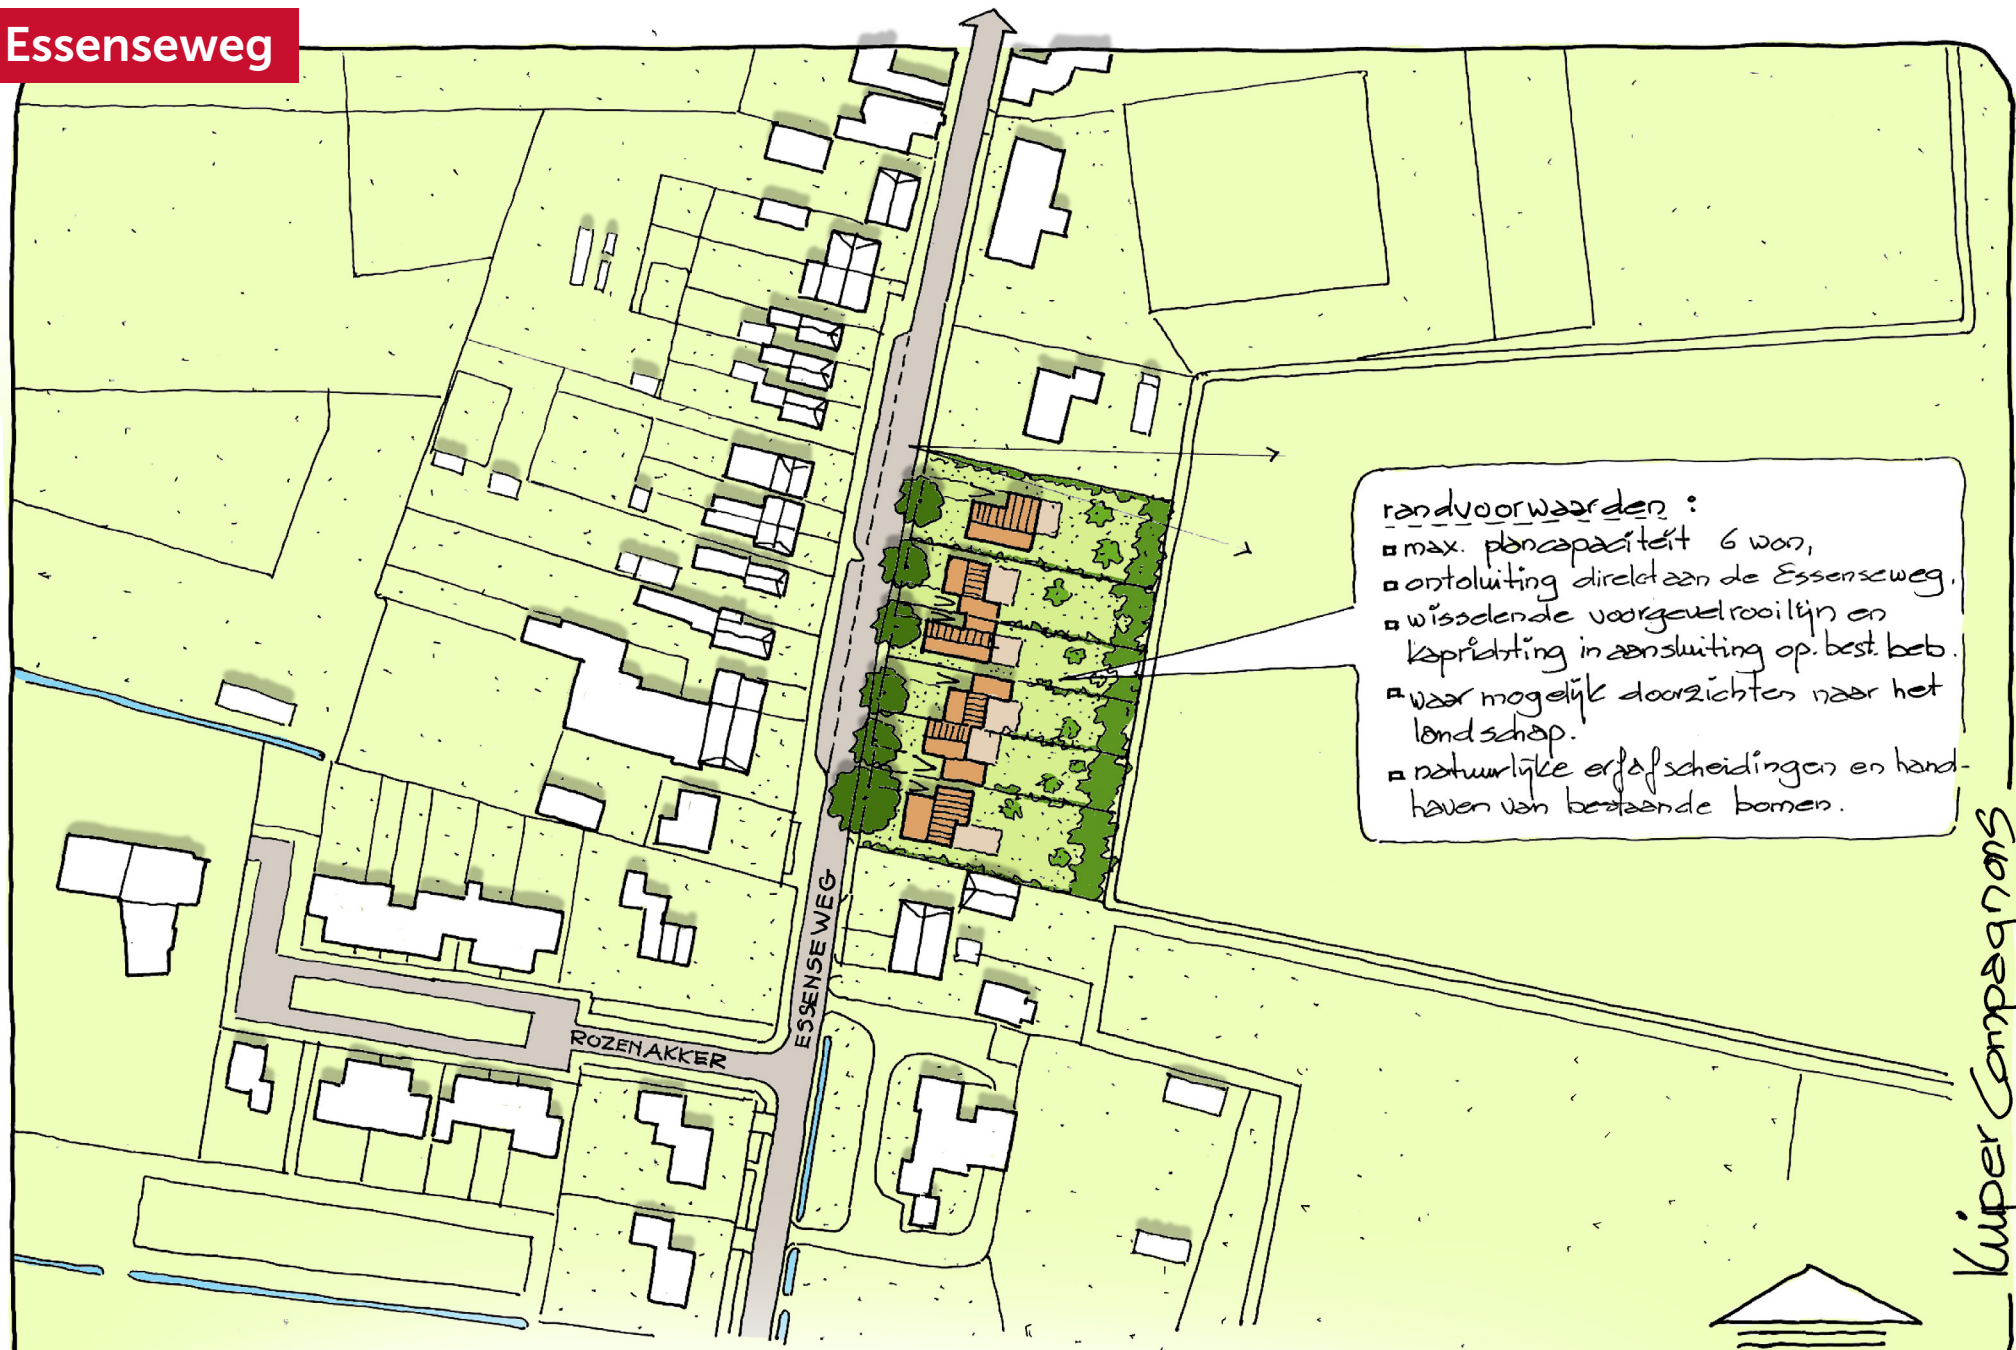 Essenseweg
randvoorwaarden :
max. plancapaciteit 6 won,
ontsluiting direkt aan de Essenseweg.
wisselende voorgevelrooilijn en
kaprichting in aansluiting op. best. beb.
waar mogelijk doorzichten naar het
landschap.
natuurlijke erfafscheidingen en hand-
haven van bestaande bomen.
ESSENSEWEG
ROZENAKKER
Kuiper Compagnons